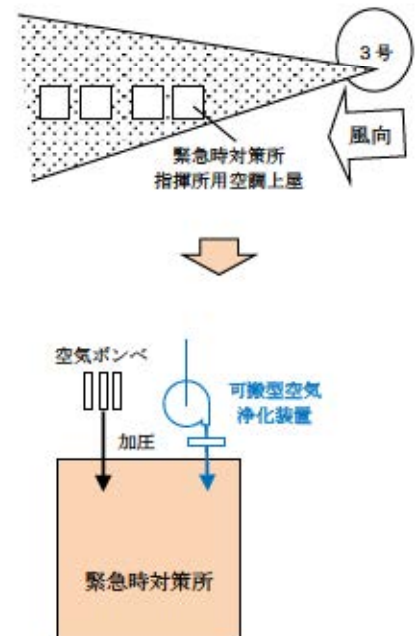 3号
風向
緊急時対策所
指揮所用空調上屋
空気ボンベ
可搬型空気
浄化装置
加圧
緊急時対策所